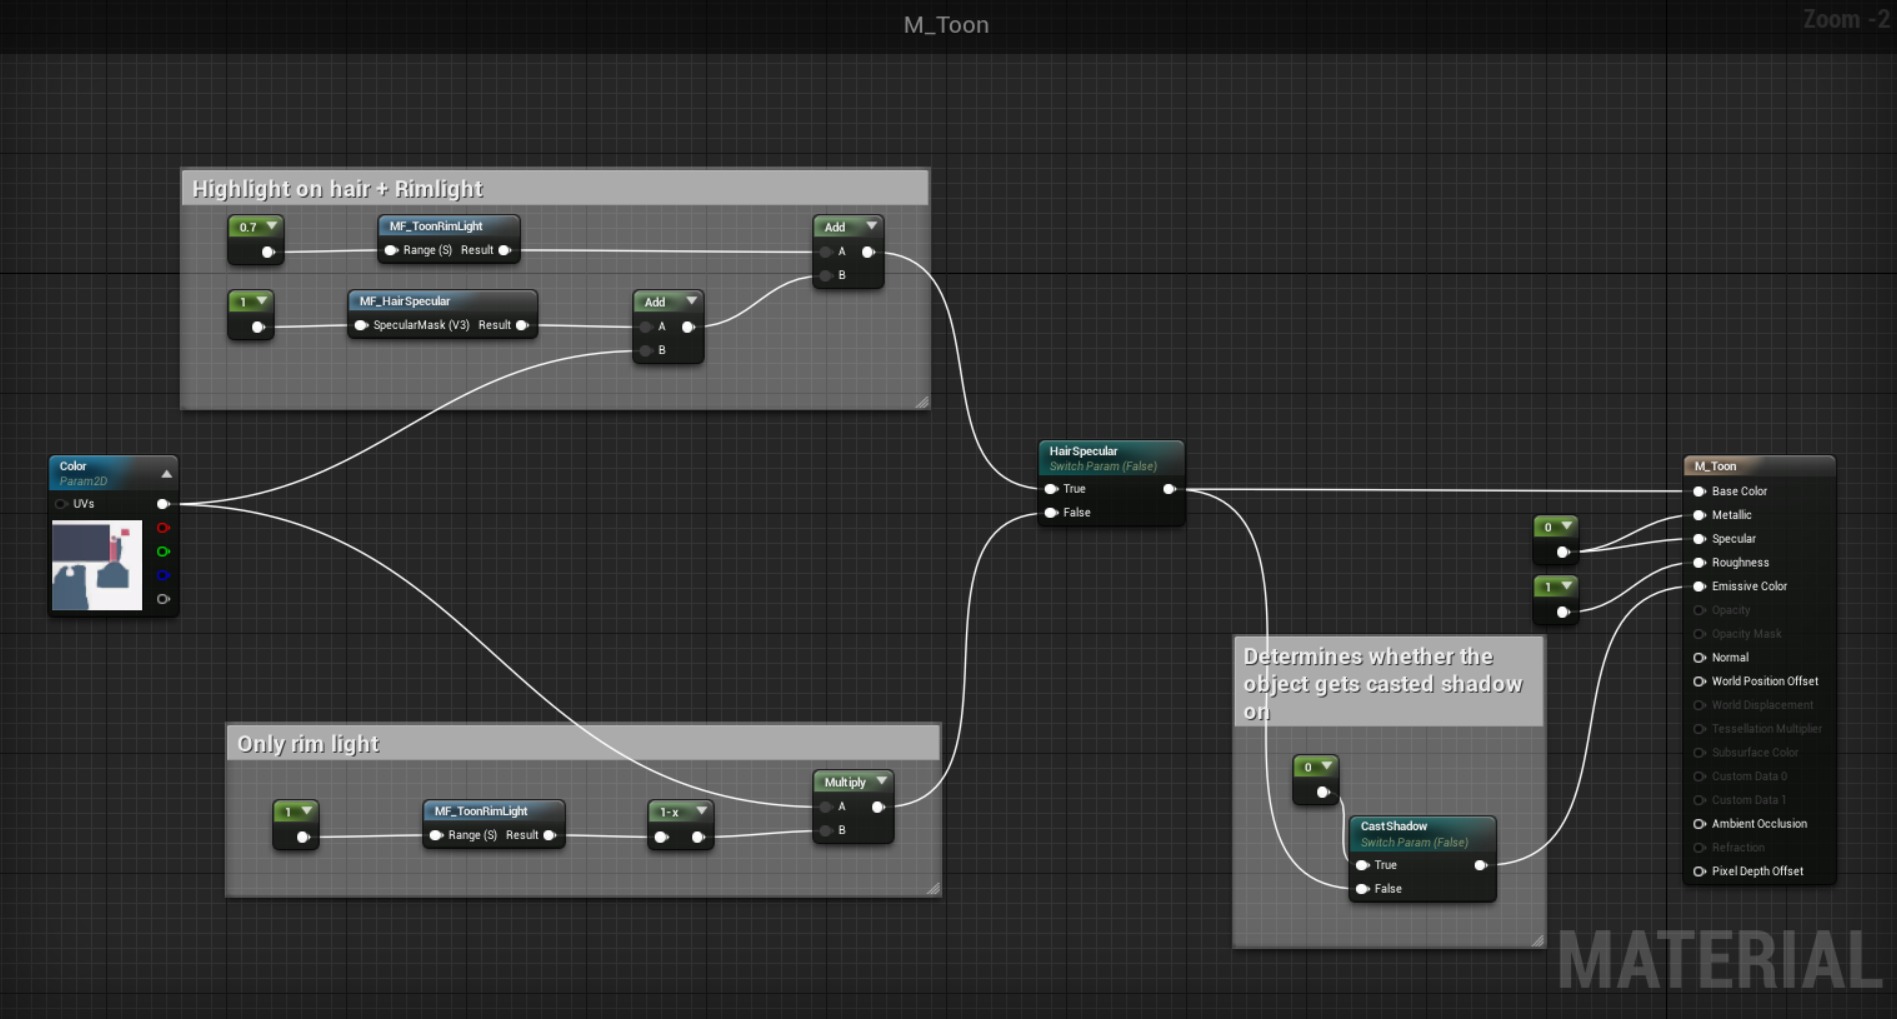 M_Toon
Zoom -2
Highlight on hair + Rimlight
0.7
MF_ToonRimLight
Range (S) Result
Add
A
B
1
MF_HairSpecular
SpecularMask (V3) Result
Add
A
B
Color
Param2D
UVs
HairSpecular
Switch Param (False)
True
False
Only rim light
1
MF_ToonRimLight
Range (S) Result
1-x
Multiply
A
B
Determines whether the
object gets casted shadow
on
0
CastShadow
Switch Param (False)
True
False
0
1
M_Toon
Base Color
Metallic
Specular
Roughness
Emissive Color
Opacity
Opacity Mask
Normal
World Position Offset
World Displacement
Tessellation Multiplier
Subsurface Color
Custom Data 0
Custom Data 1
Ambient Occlusion
Refraction
Pixel Depth Offset
MATERIAL